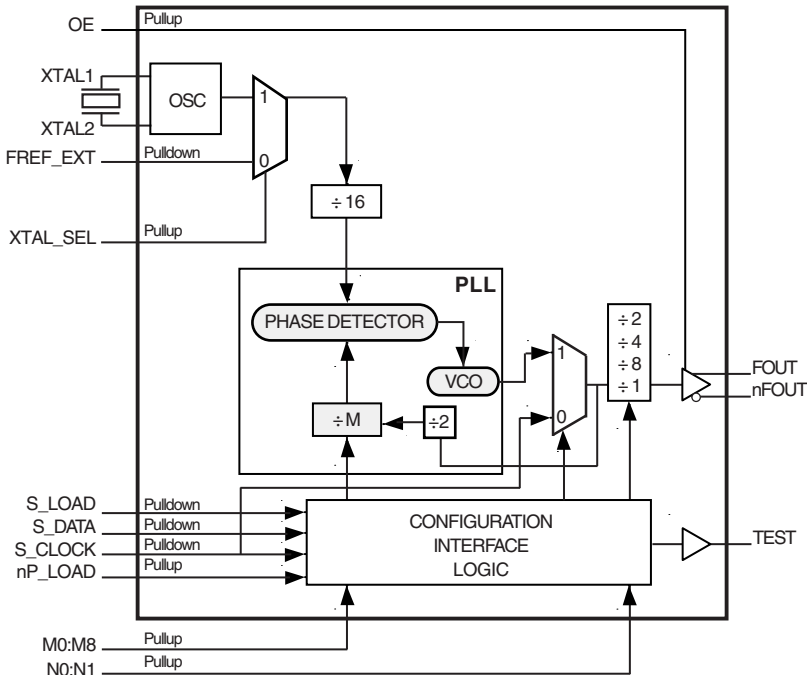 OE
Pullup
XTAL1
OSC
XTAL2
1
0
FREF_EXT
Pulldown
÷ 16
XTAL_SEL
Pullup
PLL
PHASE DETECTOR
VCO
÷ M
÷2
1
0
÷ 2
÷ 4
÷ 8
÷ 1
FOUT
nFOUT
S_LOAD
Pulldown
S_DATA
Pulldown
S_CLOCK
Pulldown
nP_LOAD
Pullup
CONFIGURATION
INTERFACE
LOGIC
TEST
M0:M8
Pullup
N0:N1
Pullup